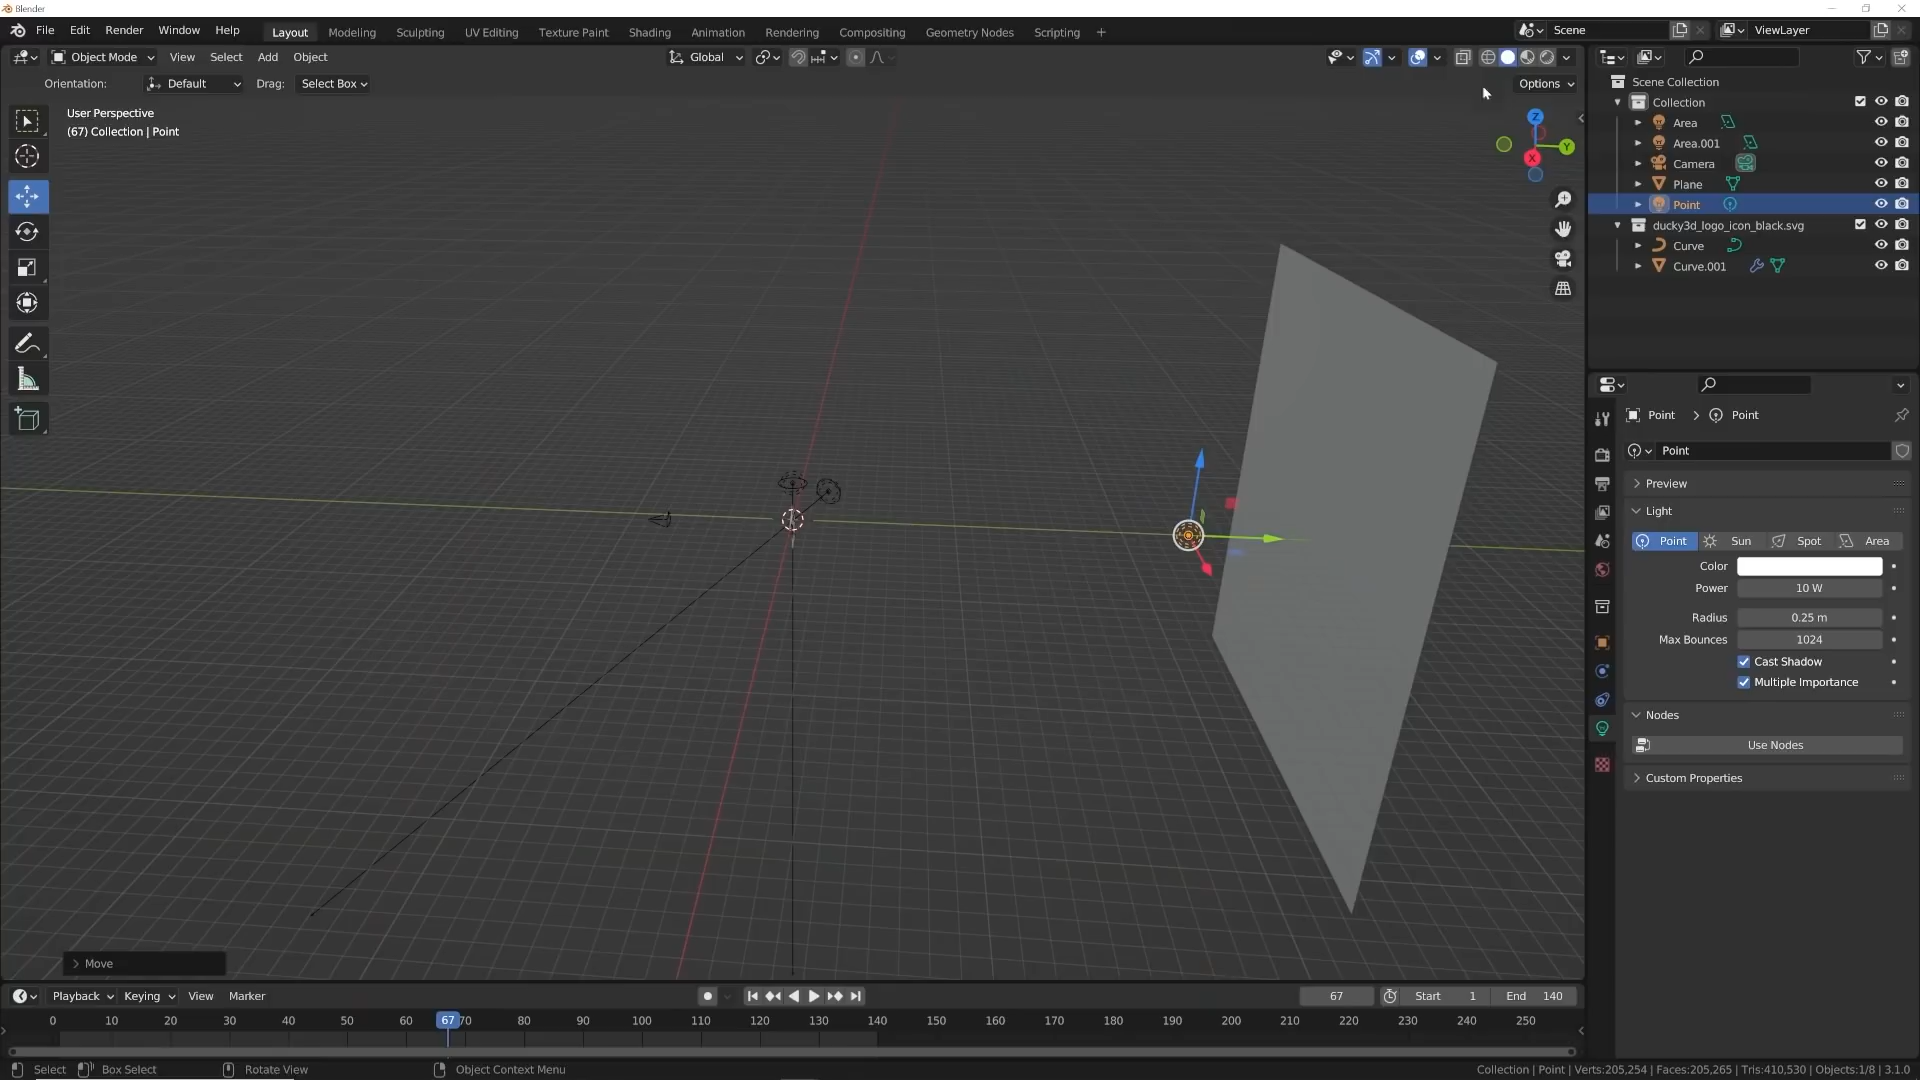 Blender
File Edit Render Window Help
Layout Modeling Sculpting UV Editing Texture Paint Shading Animation Rendering Compositing Geometry Nodes Scripting +
Scene
ViewLayer
Object Mode View Select Add Object
Global
Orientation: Default Drag: Select Box
Options
User Perspective
(67) Collection | Point
Z
Y
X
Scene Collection
Collection
Area
Area.001
Camera
Plane
Point
ducky3d_logo_icon_black.svg
Curve
Curve.001
Point > Point
Point
Preview
Light
Point Sun Spot Area
Color
Power 10 W
Radius 0.25 m
Max Bounces 1024
Cast Shadow
Multiple Importance
Nodes
Use Nodes
Custom Properties
> Move
Playback Keying View Marker
67 Start 1 End 140
0 10 20 30 40 50 60 67 70 80 90 100 110 120 130 140 150 160 170 180 190 200 210 220 230 240 250
Select Box Select Rotate View Object Context Menu
Collection | Point | Verts:205,254 | Faces:205,265 | Tris:410,530 | Objects:1/8 | 3.1.0